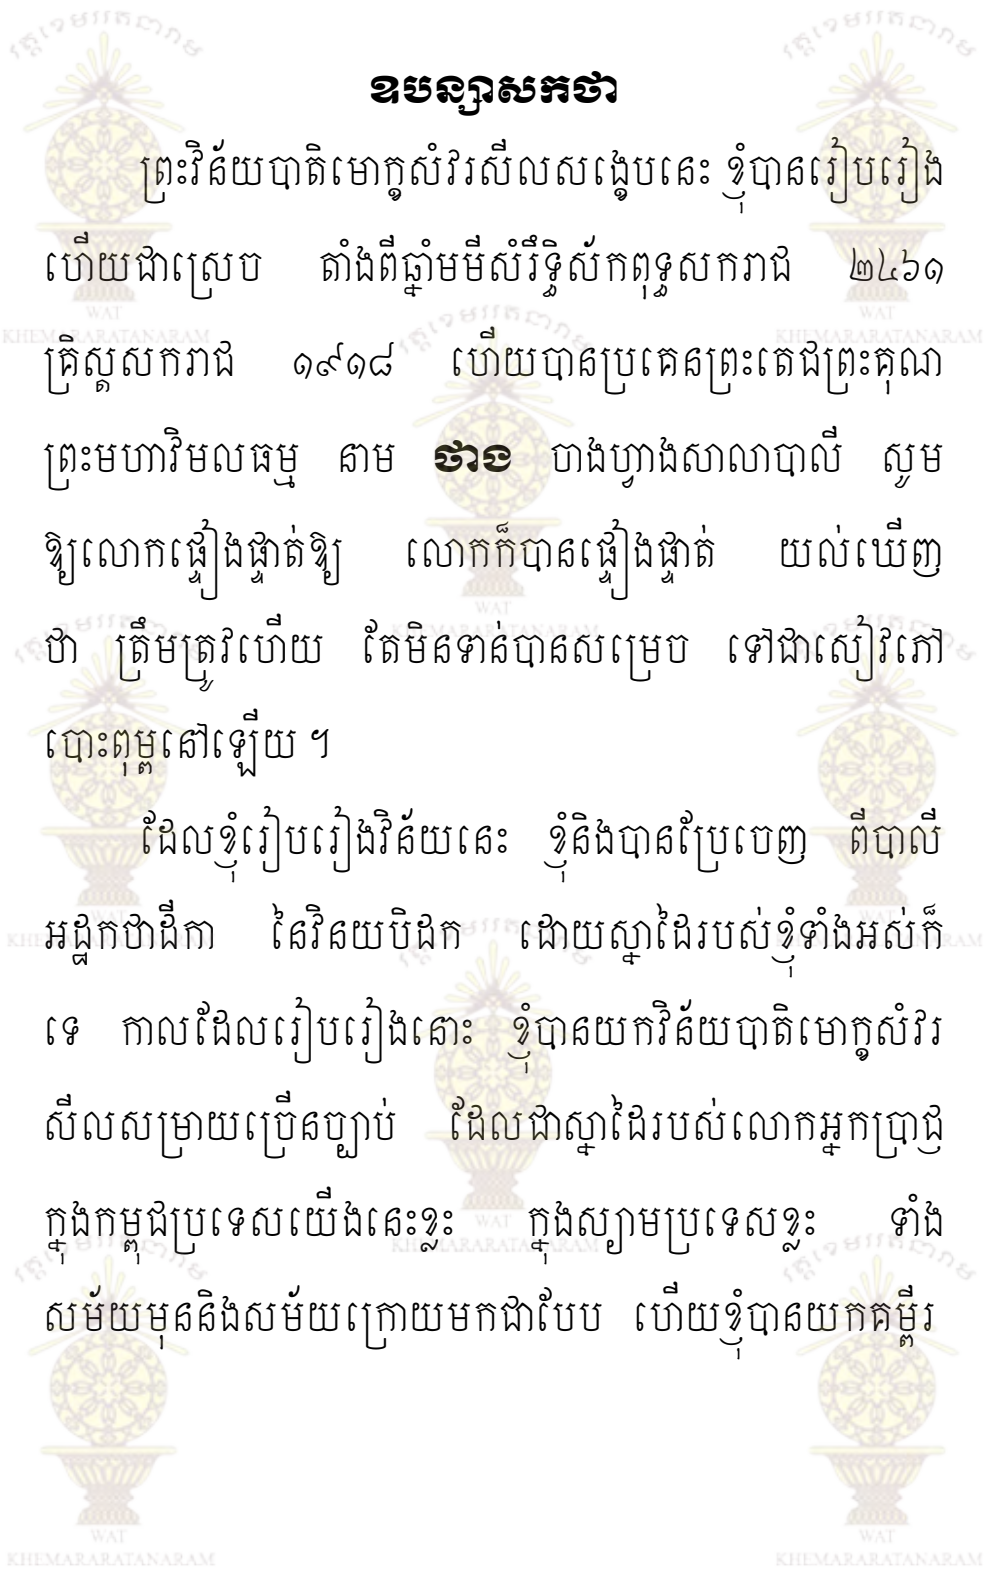 ឧបន្យាសកថា
ព្រះវិន័យបាតិមោក្ខសំវរសីលសង្ខេបនេះ ខ្ញុំបានរៀបរៀង
ហើយជាស្រេច តាំងពីឆ្នាំមមីសំរឹទ្ធិស័កពុទ្ធសករាជ ២៤៦១
គ្រិស្តសករាជ ១៩១៨ ហើយបានប្រគេនព្រះតេជព្រះគុណ
ព្រះមហាវិមលធម្ម នាម ថាង ចាងហ្វាងសាលាបាលី សូម
ឱ្យលោកផ្ទៀងផ្ទាត់ឱ្យ លោកក៏បានផ្ទៀងផ្ទាត់ យល់ឃើញ
ថា ត្រឹមត្រូវហើយ តែមិនទាន់បានសម្រេច ទៅជាសៀវភៅ
បោះពុម្ពនៅឡើយ ។
ដែលខ្ញុំរៀបរៀងវិន័យនេះ ខ្ញុំនិងបានប្រែចេញ ពីបាលី
អដ្ឋកថាដីកា នៃវិនយបិដក ដោយស្នាដៃរបស់ខ្ញុំទាំងអស់ក៏
ទេ កាលដែលរៀបរៀងនោះ ខ្ញុំបានយកវិន័យបាតិមោក្ខសំវរ
សីលសម្រាយច្រើនច្បាប់ ដែលជាស្នាដៃរបស់លោកអ្នកប្រាជ្ញ
ក្នុងកម្ពុជប្រទេសយើងនេះខ្លះ ក្នុងស្យាមប្រទេសខ្លះ ទាំង
សម័យមុននិងសម័យក្រោយមកជាបែប ហើយខ្ញុំបានយកគម្ពីរ
វត្តខេមររតនារាម
WAT
KHEMARARATANARAM